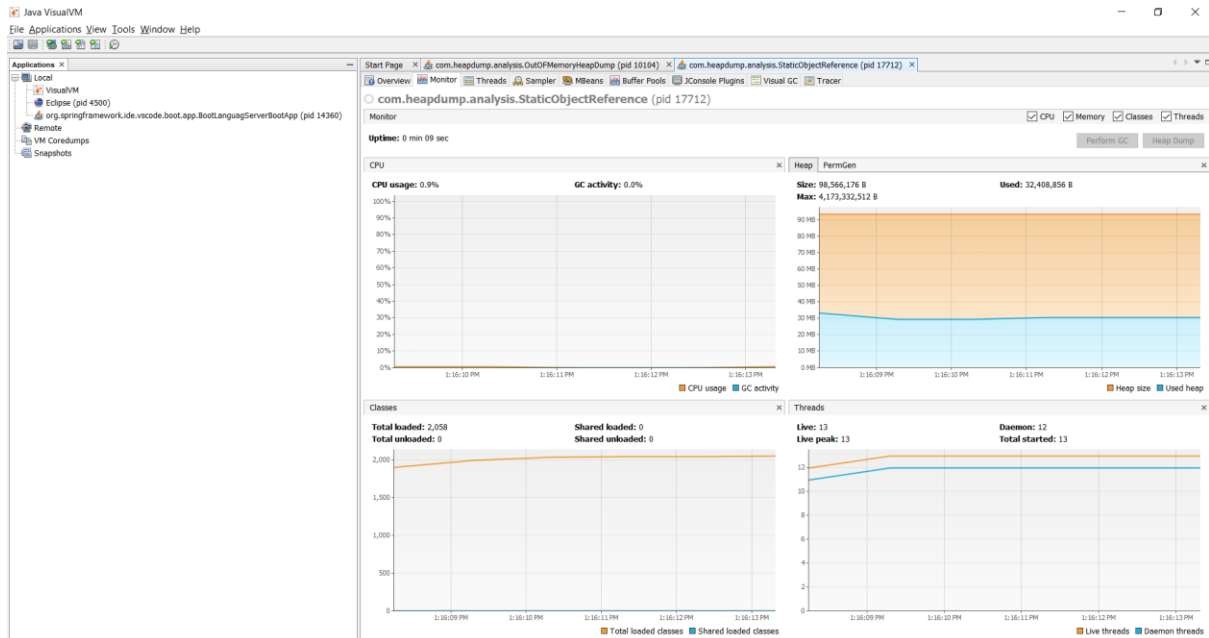 Java VisualVM
File Applications View Tools Window Help
Applications
Local
VisualVM
Eclipse (pid 4500)
org.springframework.ide.vscode.boot.app.BootLanguagServerBootApp (pid 14360)
Remote
VM Coredumps
Snapshots
Start Page com.heapdump.analysis.OutOFMemoryHeapDump (pid 10104) com.heapdump.analysis.StaticObjectReference (pid 17712)
Overview Monitor Threads Sampler MBeans Buffer Pools JConsole Plugins Visual GC Tracer
com.heapdump.analysis.StaticObjectReference (pid 17712)
Monitor CPU Memory Classes Threads
Uptime: 0 min 09 sec
Perform GC Heap Dump
CPU
CPU usage: 0.9% GC activity: 0.0%
100%
90%
80%
70%
60%
50%
40%
30%
20%
10%
0%
1:16:10 PM 1:16:11 PM 1:16:12 PM 1:16:13 PM
CPU usage GC activity
Heap PermGen
Size: 98,566,176 B Used: 32,408,856 B
Max: 4,173,332,512 B
90 MB
80 MB
70 MB
60 MB
50 MB
40 MB
30 MB
20 MB
10 MB
0 MB
1:16:09 PM 1:16:10 PM 1:16:11 PM 1:16:12 PM 1:16:13 PM
Heap size Used heap
Classes
Total loaded: 2,058 Shared loaded: 0
Total unloaded: 0 Shared unloaded: 0
2,000
1,500
1,000
500
0
1:16:09 PM 1:16:10 PM 1:16:11 PM 1:16:12 PM 1:16:13 PM
Total loaded classes Shared loaded classes
Threads
Live: 13 Daemon: 12
Live peak: 13 Total started: 13
12
10
8
6
4
2
0
1:16:09 PM 1:16:10 PM 1:16:11 PM 1:16:12 PM 1:16:13 PM
Live threads Daemon threads